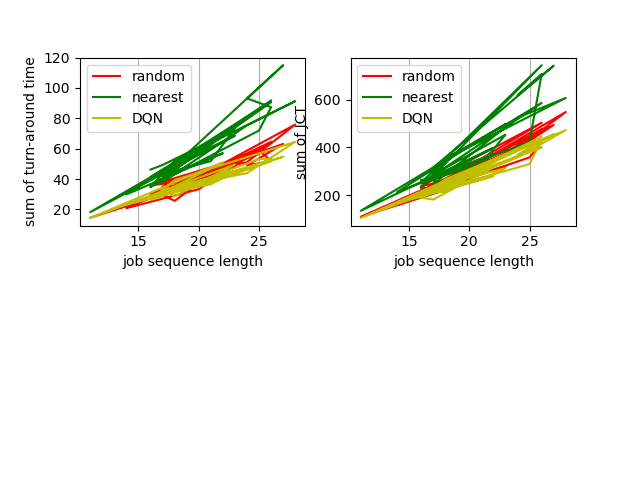 sum of turn-around time
120
100
80
60
40
20
random
nearest
DQN
15
20
25
job sequence length
sum of JCT
600
400
200
random
nearest
DQN
15
20
25
job sequence length